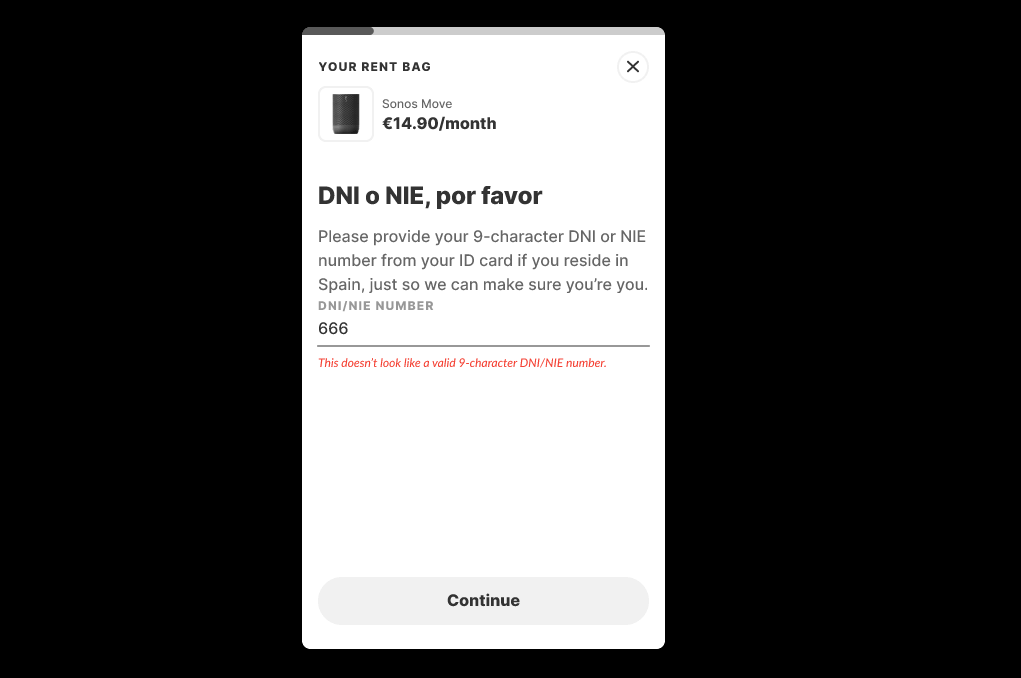 YOUR RENT BAG
Sonos Move
€14.90/month
DNI o NIE, por favor
Please provide your 9-character DNI or NIE
number from your ID card if you reside in
Spain, just so we can make sure you’re you.
DNI/NIE NUMBER
666
This doesn’t look like a valid 9-character DNI/NIE number.
Continue